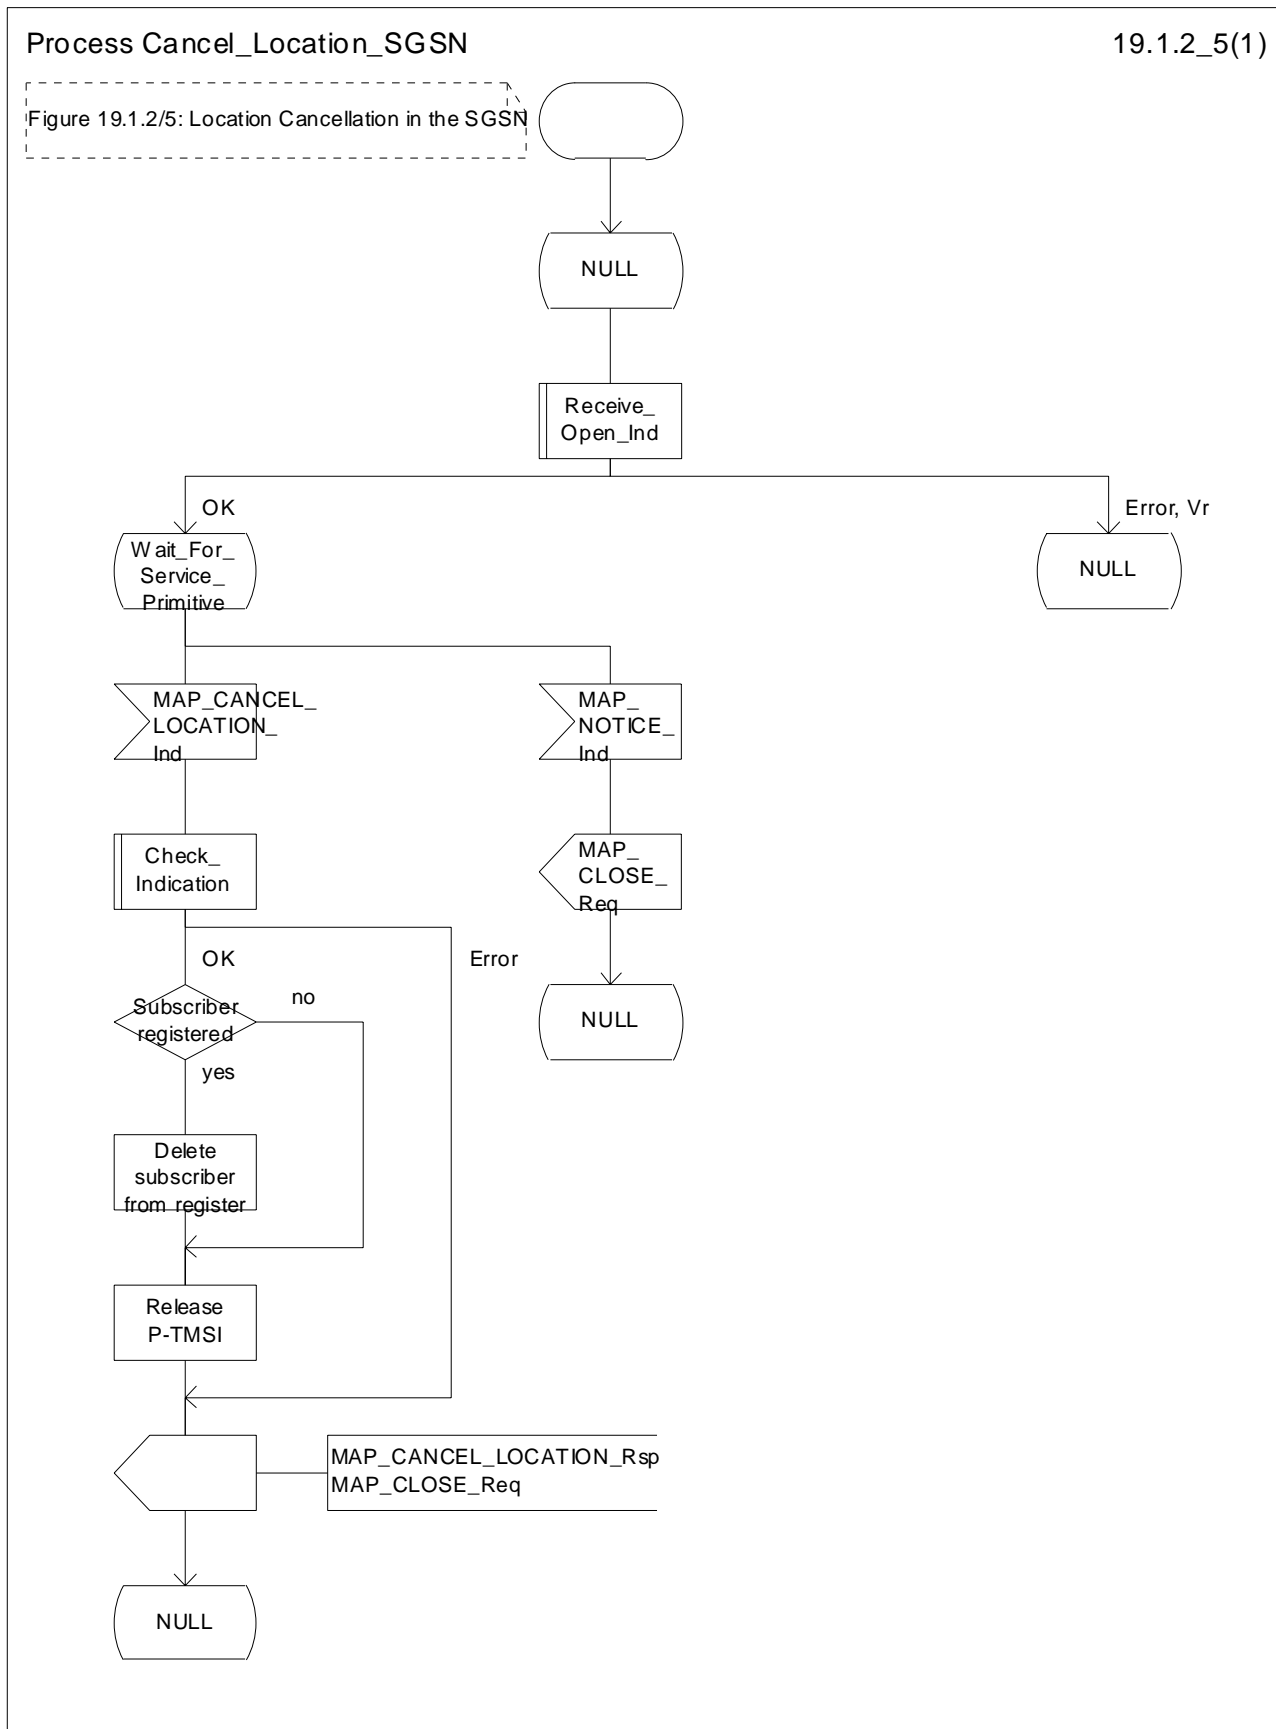 Process Cancel_Location_SGSN
19.1.2_5(1)
Figure 19.1.2/5: Location Cancellation in the SGSN
NULL
Receive_
Open_Ind
OK
Error, Vr
Wait_For_
Service_
Primitive
NULL
MAP_CANCEL_
LOCATION_
Ind
MAP_
NOTICE_
Ind
Check_
Indication
MAP_
CLOSE_
Req
OK
Error
Subscriber
registered
no
yes
NULL
Delete
subscriber
from register
Release
P-TMSI
MAP_CANCEL_LOCATION_Rsp
MAP_CLOSE_Req
NULL